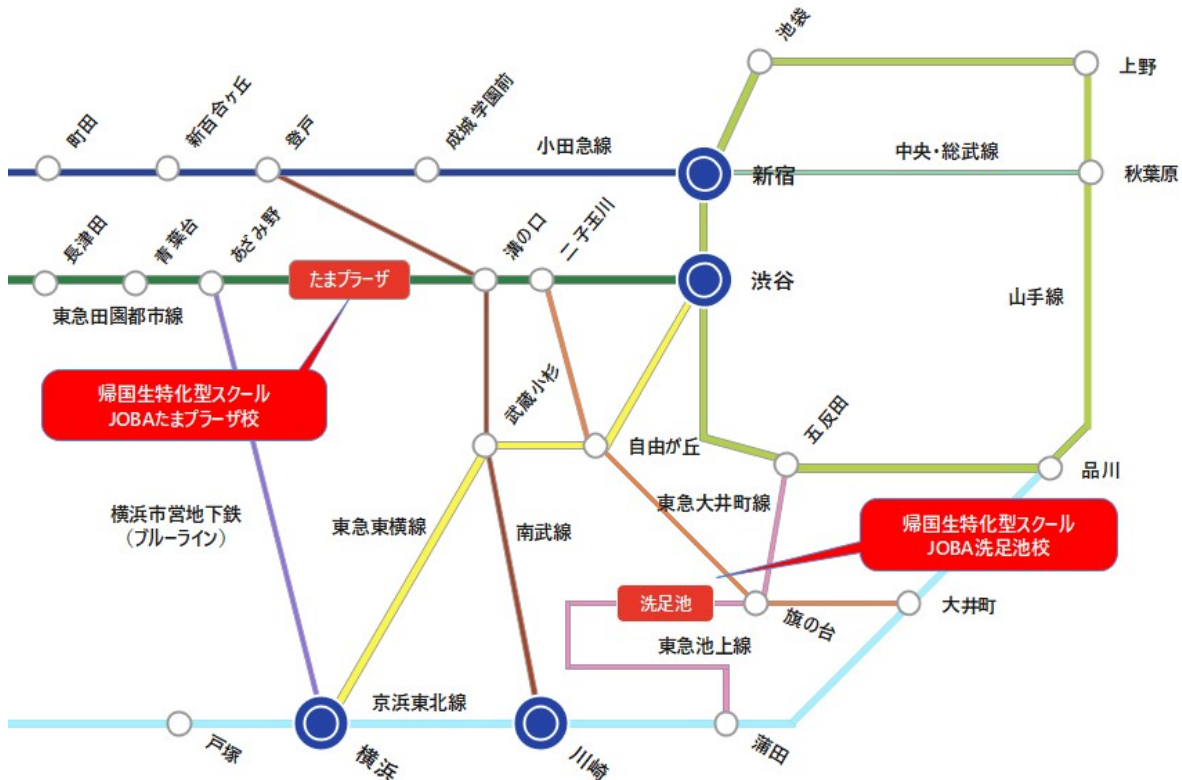 池袋
上野
町田
新百合ヶ丘
登戸
成城学園前
小田急線
新宿
中央・総武線
秋葉原
長津田
青葉台
あざみ野
たまプラーザ
溝の口
二子玉川
渋谷
山手線
東急田園都市線
帰国生特化型スクール
JOBAたまプラーザ校
武蔵小杉
自由が丘
五反田
品川
横浜市営地下鉄
（ブルーライン）
東急東横線
南武線
東急大井町線
帰国生特化型スクール
JOBA洗足池校
洗足池
旗の台
大井町
東急池上線
京浜東北線
戸塚
横浜
川崎
蒲田